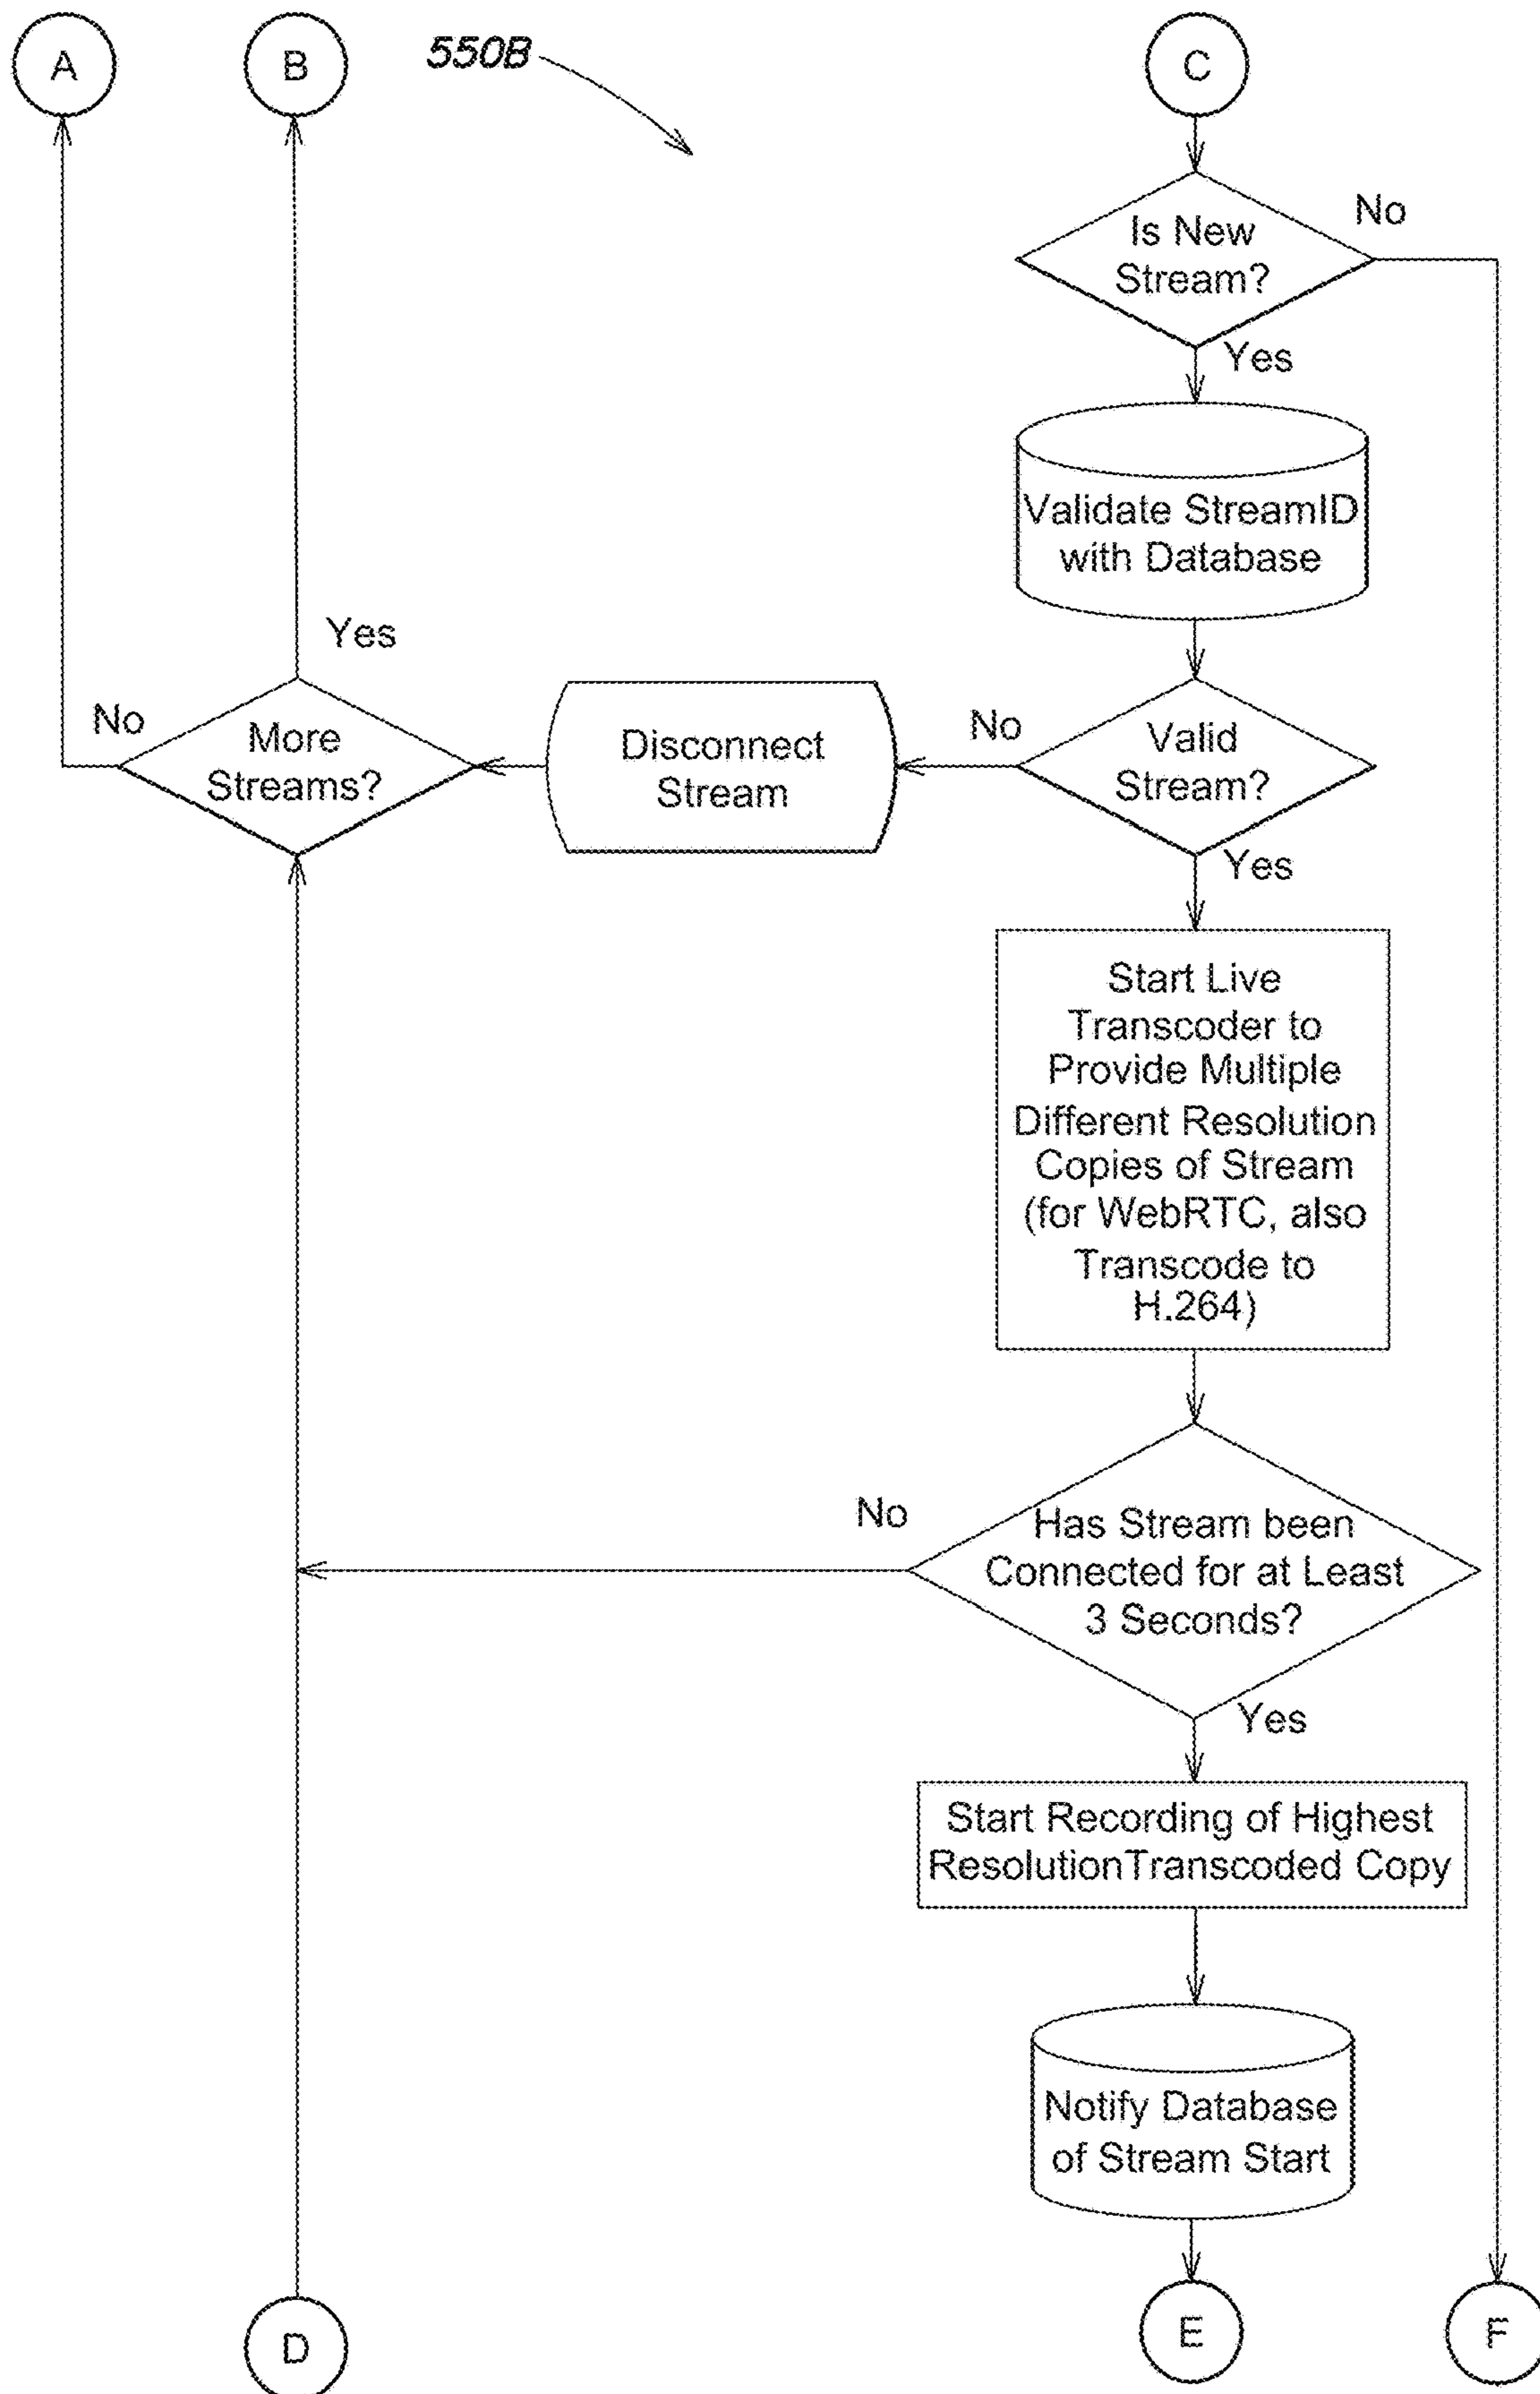 A
B
550B
C
Is New
Stream?
No
Yes
Validate StreamID
with Database
Yes
No
More
Streams?
Disconnect
Stream
No
Valid
Stream?
Yes
Start Live
Transcoder to
Provide Multiple
Different Resolution
Copies of Stream
(for WebRTC, also
Transcode to
H.264)
No
Has Stream been
Connected for at Least
3 Seconds?
Yes
Start Recording of Highest
ResolutionTranscoded Copy
Notify Database
of Stream Start
D
E
F